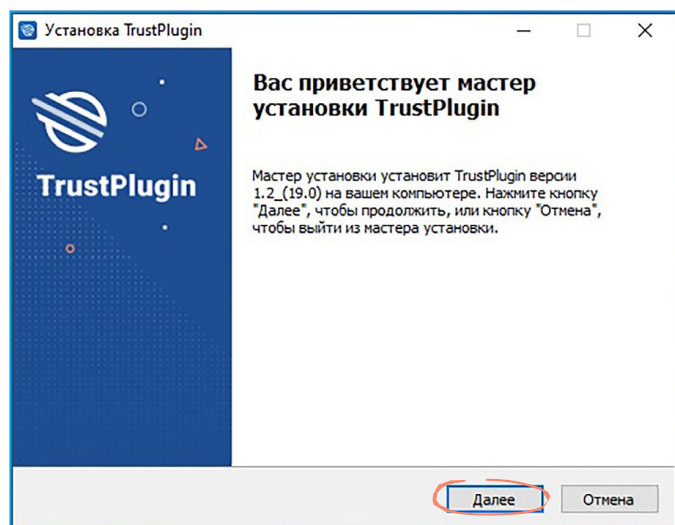 Установка TrustPlugin
TrustPlugin
Вас приветствует мастер
установки TrustPlugin
Мастер установки установит TrustPlugin версии
1.2_(19.0) на вашем компьютере. Нажмите кнопку
"Далее", чтобы продолжить, или кнопку "Отмена",
чтобы выйти из мастера установки.
Далее
Отмена